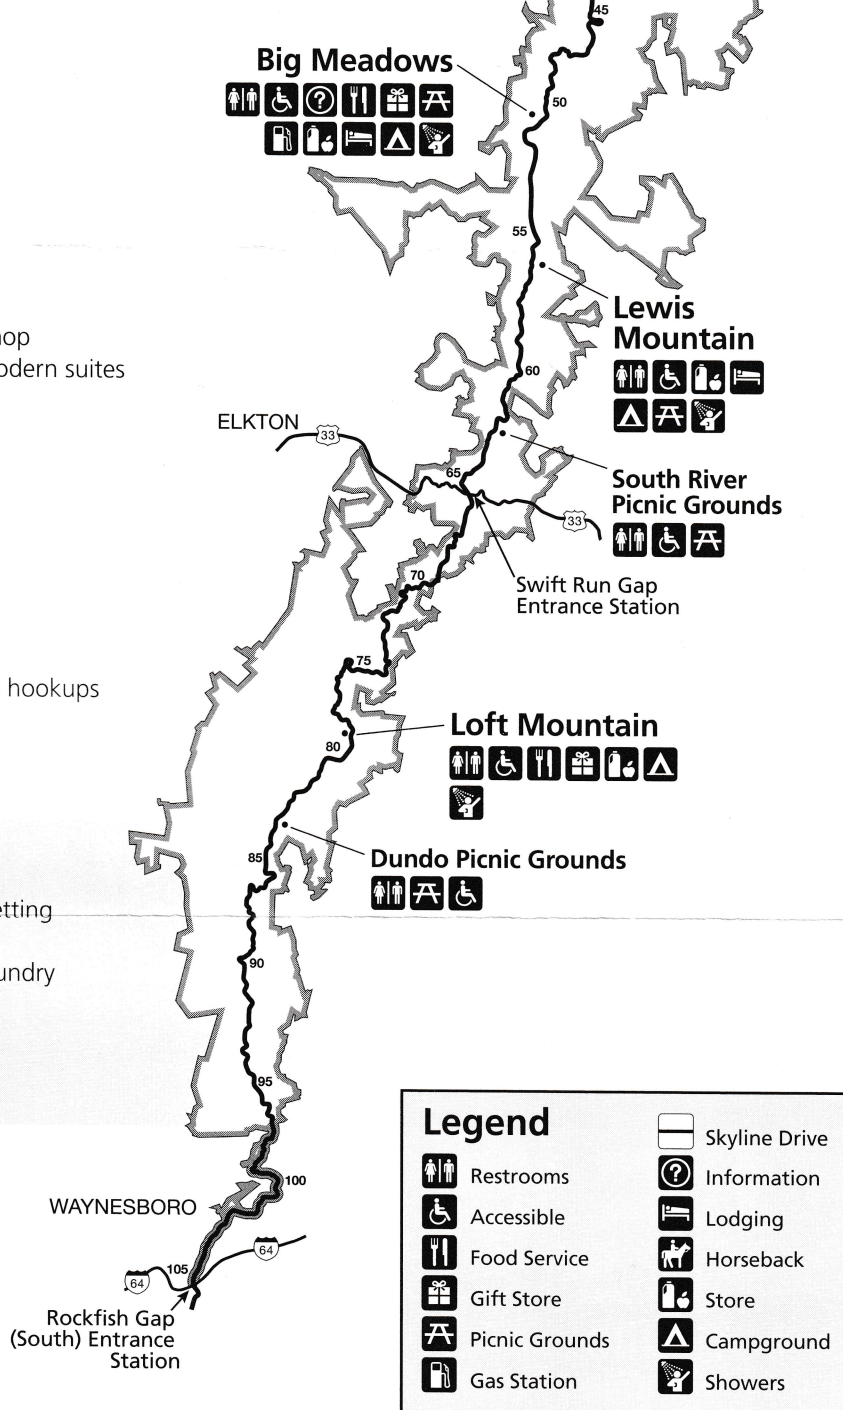 45
Big Meadows
?
50
55
Lewis
Mountain
60
ELKTON
33
65
South River
Picnic Grounds
33
70
Swift Run Gap
Entrance Station
75
Loft Mountain
80
85
Dundo Picnic Grounds
90
95
100
WAYNESBORO
64
105
64
Rockfish Gap
(South) Entrance
Station
odern suites
hookups
etting
undry
Legend
Restrooms
Accessible
Food Service
Gift Store
Picnic Grounds
Gas Station
Skyline Drive
?
Information
Lodging
Horseback
Store
Campground
Showers